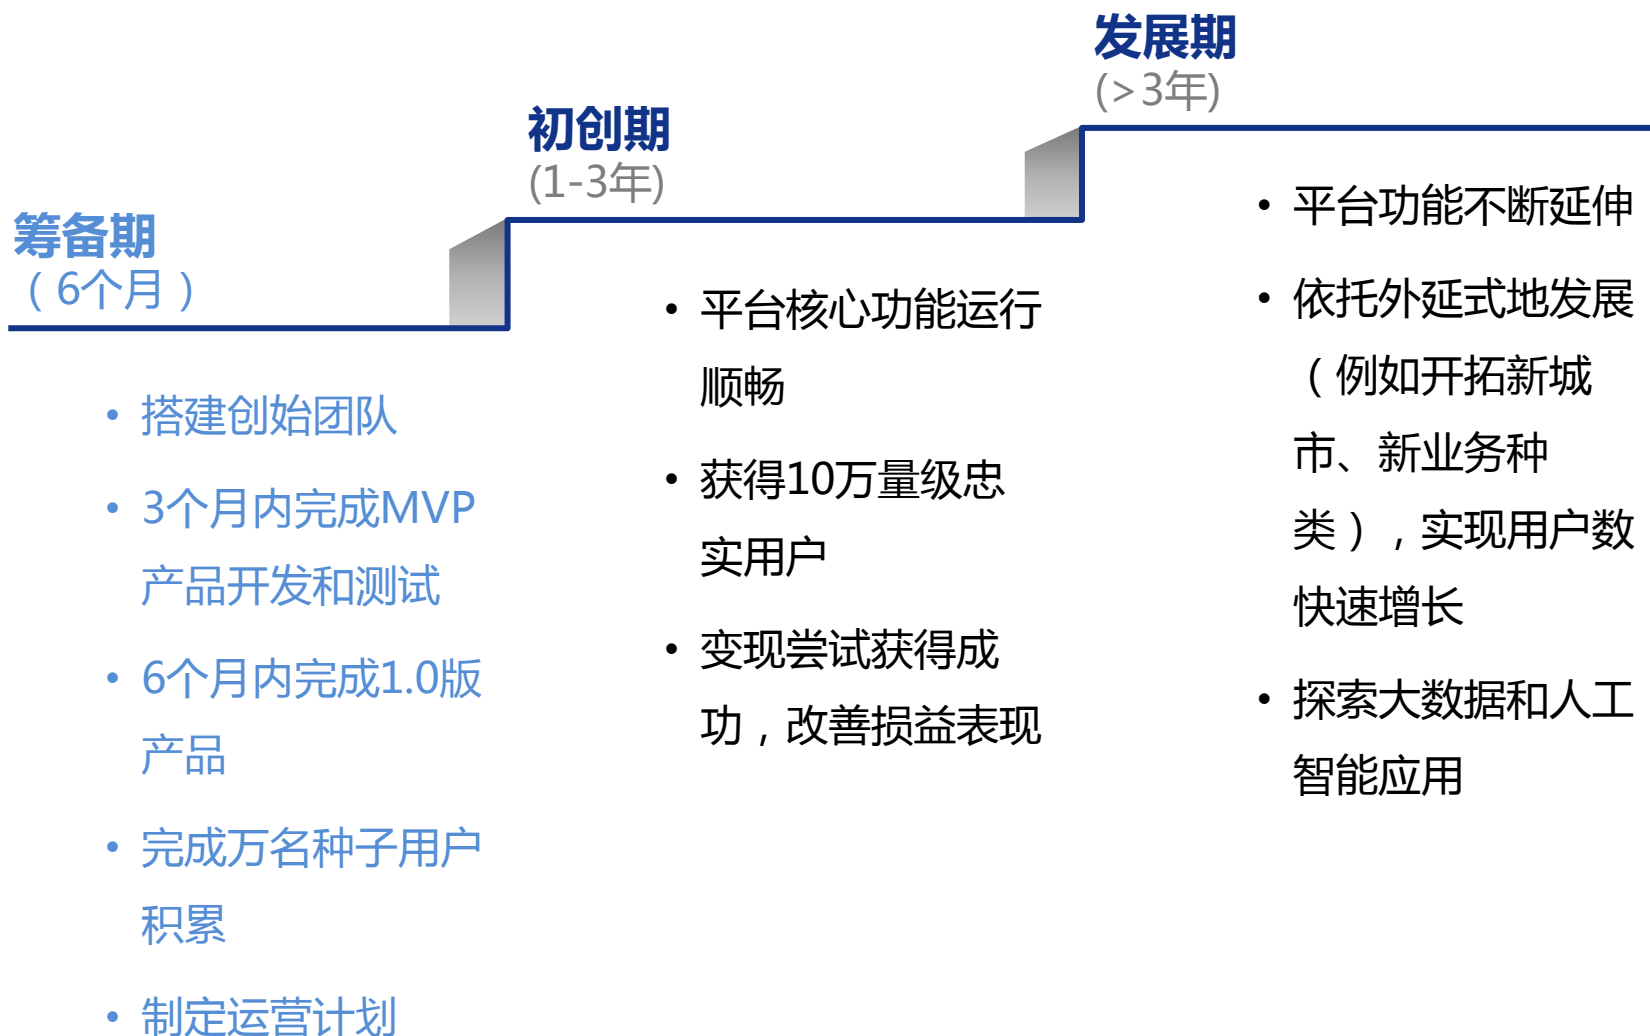 筹备期
（6个月）
• 搭建创始团队
• 3个月内完成MVP
产品开发和测试
• 6个月内完成1.0版
产品
• 完成万名种子用户
积累
• 制定运营计划
初创期
(1-3年)
• 平台核心功能运行
顺畅
• 获得10万量级忠
实用户
• 变现尝试获得成
功，改善损益表现
发展期
(>3年)
• 平台功能不断延伸
• 依托外延式地发展
（例如开拓新城
市、新业务种
类），实现用户数
快速增长
• 探索大数据和人工
智能应用